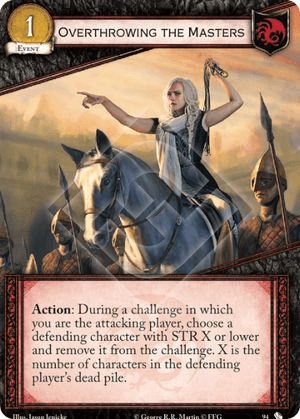 1
EVENT
OVERTHROWING THE MASTERS
Action: During a challenge in which
you are the attacking player, choose a
defending character with STR X or lower
and remove it from the challenge. X is the
number of characters in the defending
player's dead pile.
Illus. Jason Jenicke
© George R.R. Martin © FFG
94